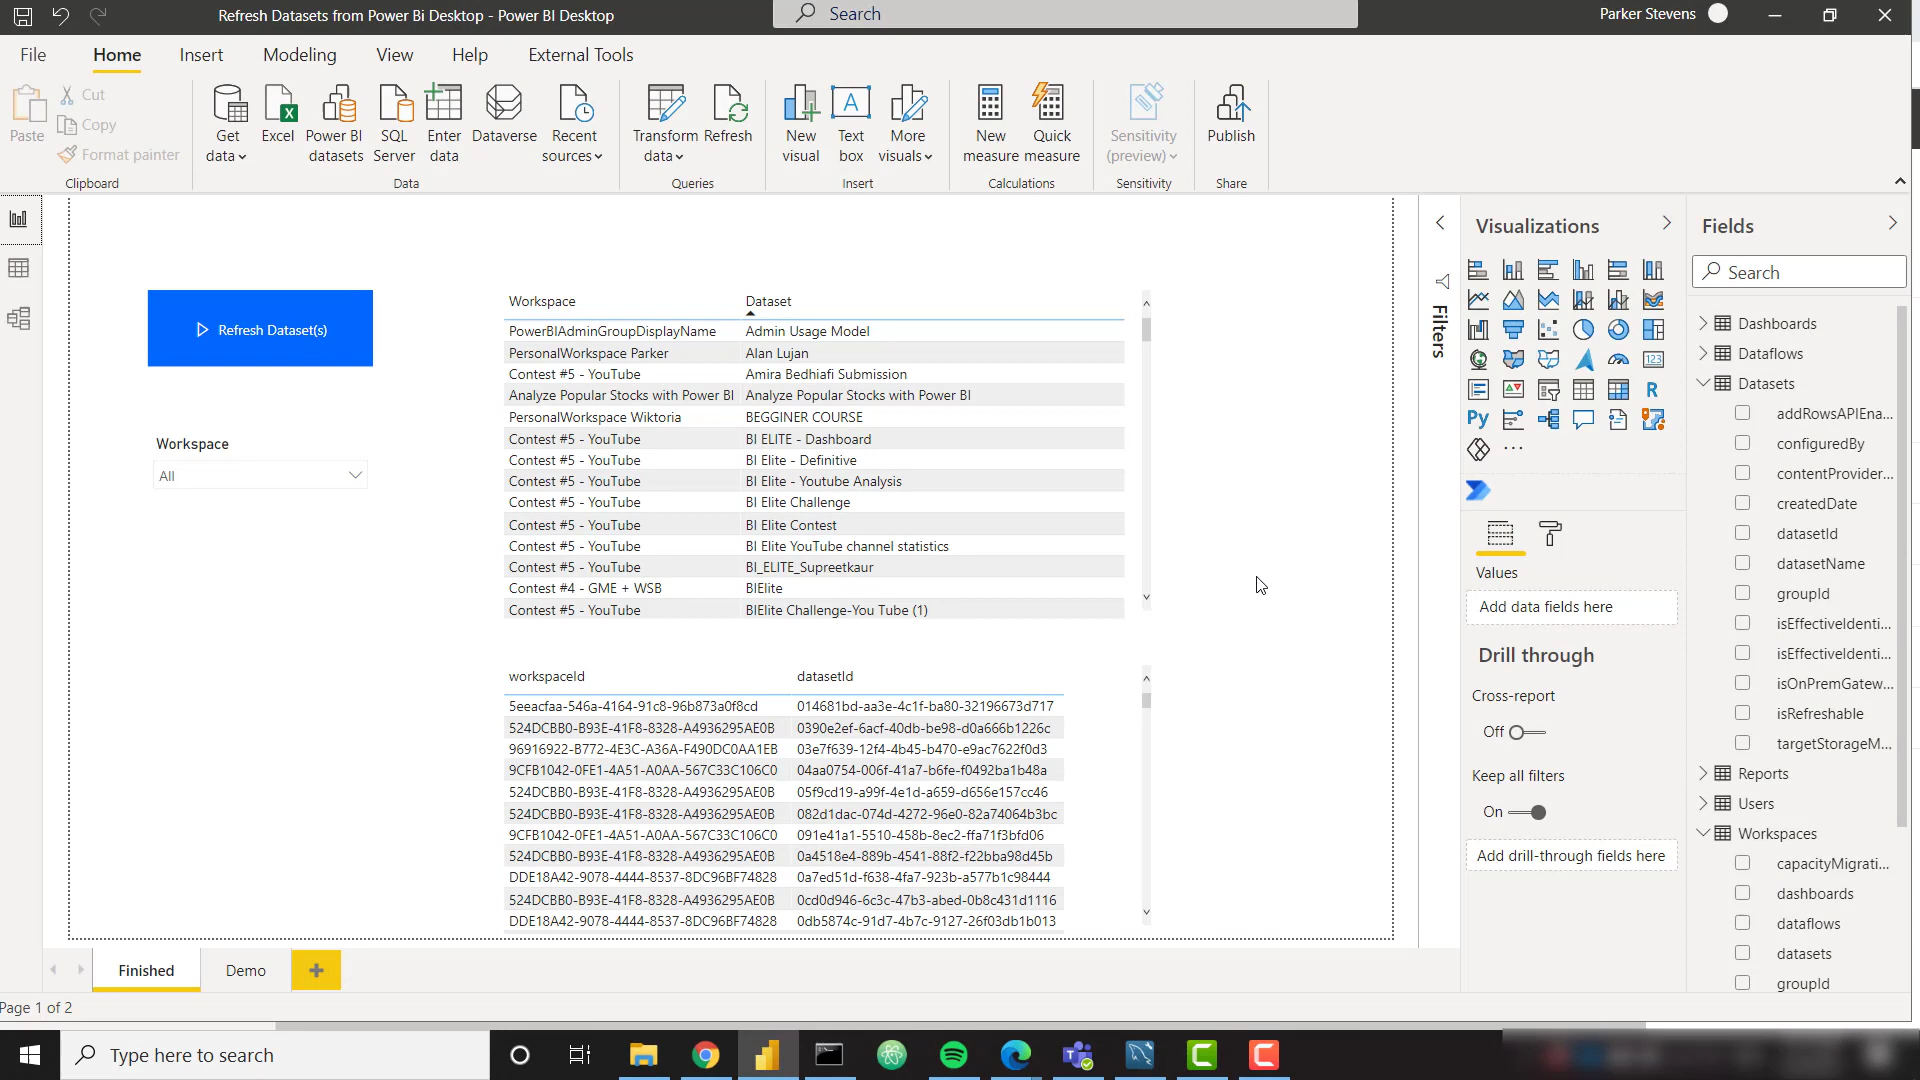 Refresh Datasets from Power Bi Desktop - Power BI Desktop
Search
Parker Stevens
File
Home
Insert
Modeling
View
Help
External Tools
Paste
Cut
Copy
Format painter
Clipboard
Get data
Excel
Power BI datasets
SQL Server
Enter data
Dataverse
Recent sources
Data
Transform data
Refresh
Queries
New visual
Text box
More visuals
Insert
New measure
Quick measure
Calculations
Sensitivity (preview)
Sensitivity
Publish
Share
Refresh Dataset(s)
Workspace
All
Workspace Dataset
PowerBIAdminGroupDisplayName Admin Usage Model
PersonalWorkspace Parker Alan Lujan
Contest #5 - YouTube Amira Bedhiafi Submission
Analyze Popular Stocks with Power BI Analyze Popular Stocks with Power BI
PersonalWorkspace Wiktoria BEGGINER COURSE
Contest #5 - YouTube BI ELITE - Dashboard
Contest #5 - YouTube BI Elite - Definitive
Contest #5 - YouTube BI Elite - Youtube Analysis
Contest #5 - YouTube BI Elite Challenge
Contest #5 - YouTube BI Elite Contest
Contest #5 - YouTube BI Elite YouTube channel statistics
Contest #5 - YouTube BI_ELITE_Supreetkaur
Contest #4 - GME + WSB BIElite
Contest #5 - YouTube BIElite Challenge-You Tube (1)
workspaceId datasetId
5eeacfaa-546a-4164-91c8-96b873a0f8cd 014681bd-aa3e-4c1f-ba80-32196673d717
524DCBB0-B93E-41F8-8328-A4936295AE0B 0390e2ef-6acf-40db-be98-d0a666b1226c
96916922-B772-4E3C-A36A-F490DC0AA1EB 03e7f639-12f4-4b45-b470-e9ac7622f0d3
9CFB1042-0FE1-4A51-A0AA-567C33C106C0 04aa0754-006f-41a7-b6fe-f0492ba1b48a
524DCBB0-B93E-41F8-8328-A4936295AE0B 05f9cd19-a99f-4e1d-a659-d656e157cc46
524DCBB0-B93E-41F8-8328-A4936295AE0B 082d1dac-074d-4272-96e0-82a74064b3bc
9CFB1042-0FE1-4A51-A0AA-567C33C106C0 091e41a1-5510-458b-8ec2-ffa71f3bfd06
524DCBB0-B93E-41F8-8328-A4936295AE0B 0a4518e4-889b-4541-88f2-f22bba98d45b
DDE18A42-9078-4444-8537-8DC96BF74828 0a7ed51d-f638-4fa7-923b-a577b1c98444
524DCBB0-B93E-41F8-8328-A4936295AE0B 0cd0d946-6c3c-47b3-abed-0b8c431d1116
DDE18A42-9078-4444-8537-8DC96BF74828 0db5874c-91d7-4b7c-9127-26f03db1b013
Filters
Visualizations
R
Py
123
Values
Add data fields here
Drill through
Cross-report
Off
Keep all filters
On
Add drill-through fields here
Fields
Search
Dashboards
Dataflows
Datasets
addRowsAPIEna...
configuredBy
contentProvider...
createdDate
datasetId
datasetName
groupId
isEffectiveIdenti...
isEffectiveIdenti...
isOnPremGatew...
isRefreshable
targetStorageM...
Reports
Users
Workspaces
capacityMigrati...
dashboards
dataflows
datasets
groupId
Finished
Demo
Page 1 of 2
Type here to search